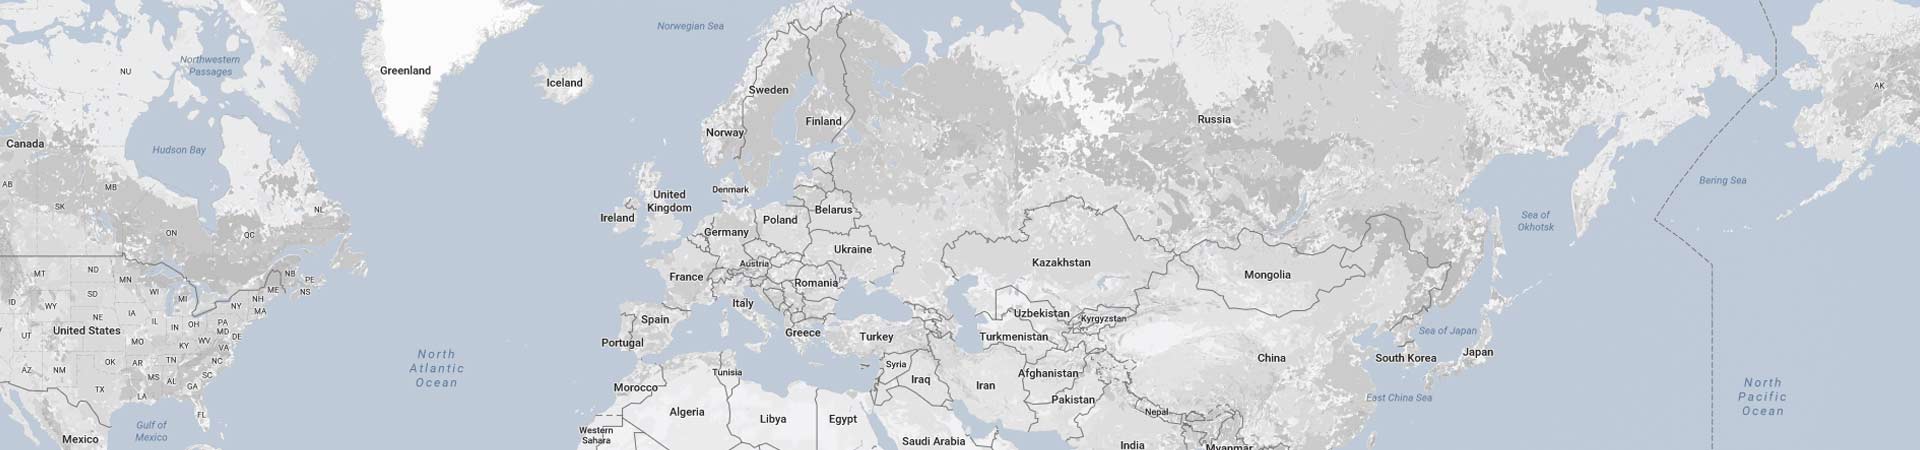 Norwegian Sea
Greenland
Iceland
NU
Northwestern
Passages
Canada
Hudson Bay
AB
SK
MB
ON
QC
NL
NB
PE
NS
ME
MT
ND
MN
WI
MI
NY
NH
MA
ID
WY
SD
NE
IA
IL
IN
OH
PA
MD
DE
UT
United States
MO
KY
WV
VA
AZ
NM
OK
AR
TN
NC
SC
TX
MS
AL
GA
LA
FL
Mexico
Gulf of
Mexico
North
Atlantic
Ocean
Sweden
Finland
Norway
Denmark
United
Kingdom
Ireland
Poland
Belarus
Germany
Ukraine
Austria
France
Romania
Italy
Spain
Greece
Portugal
Turkey
Tunisia
Syria
Morocco
Iraq
Iran
Algeria
Libya
Egypt
Western
Sahara
Saudi Arabia
Russia
Kazakhstan
Mongolia
Uzbekistan
Kyrgyzstan
Turkmenistan
Afghanistan
Pakistan
China
Nepal
India
Myanmar
South Korea
Japan
Sea of Japan
East China Sea
Sea of
Okhotsk
Bering Sea
AK
North
Pacific
Ocean